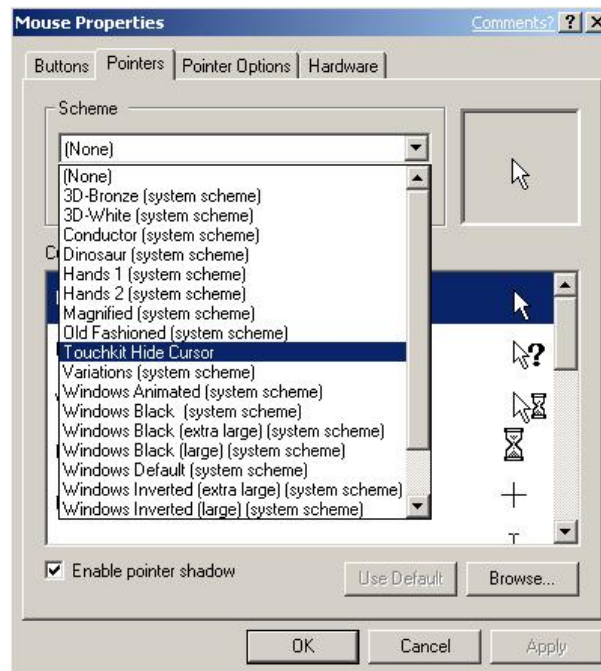 Mouse Properties Comments? ? X
Buttons Pointers Pointer Options Hardware
Scheme
(None)
(None)
3D-Bronze (system scheme)
3D-White (system scheme)
Conductor (system scheme)
Dinosaur (system scheme)
Hands 1 (system scheme)
Hands 2 (system scheme)
Magnified (system scheme)
Old Fashioned (system scheme)
Touchkit Hide Cursor
Variations (system scheme)
Windows Animated (system scheme)
Windows Black (system scheme)
Windows Black (extra large) (system scheme)
Windows Black (large) (system scheme)
Windows Default (system scheme)
Windows Inverted (extra large) (system scheme)
Windows Inverted (large) (system scheme)
Enable pointer shadow
Use Default Browse...
OK Cancel Apply